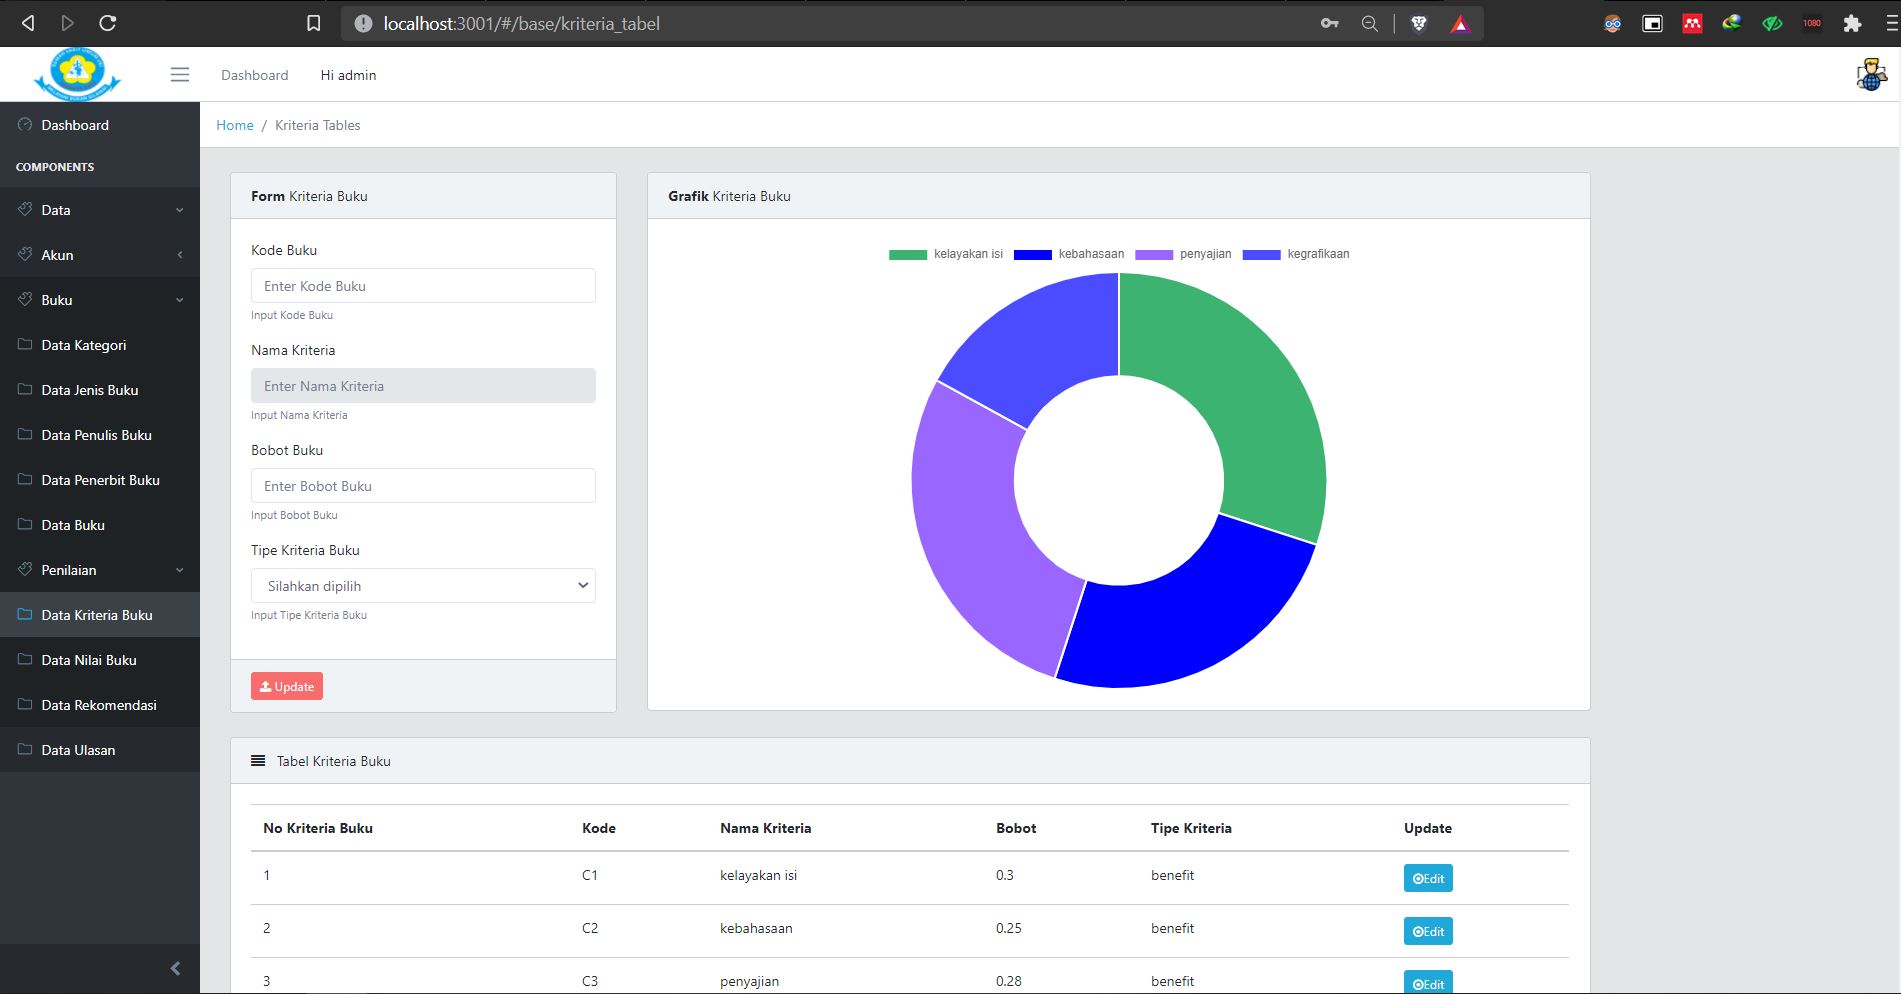 localhost:3001/#/base/kriteria_tabel
1080
Dashboard Hi admin
Home / Kriteria Tables
Dashboard
COMPONENTS
Data
Akun
Buku
Data Kategori
Data Jenis Buku
Data Penulis Buku
Data Penerbit Buku
Data Buku
Penilaian
Data Kriteria Buku
Data Nilai Buku
Data Rekomendasi
Data Ulasan
Form Kriteria Buku
Kode Buku
Enter Kode Buku
Input Kode Buku
Nama Kriteria
Enter Nama Kriteria
Input Nama Kriteria
Bobot Buku
Enter Bobot Buku
Input Bobot Buku
Tipe Kriteria Buku
Silahkan dipilih
Input Tipe Kriteria Buku
Update
Grafik Kriteria Buku
kelayakan isi kebahasaan penyajian kegrafikaan
Tabel Kriteria Buku
No Kriteria Buku Kode Nama Kriteria Bobot Tipe Kriteria Update
1 C1 kelayakan isi 0.3 benefit Edit
2 C2 kebahasaan 0.25 benefit Edit
3 C3 penyajian 0.28 benefit Edit